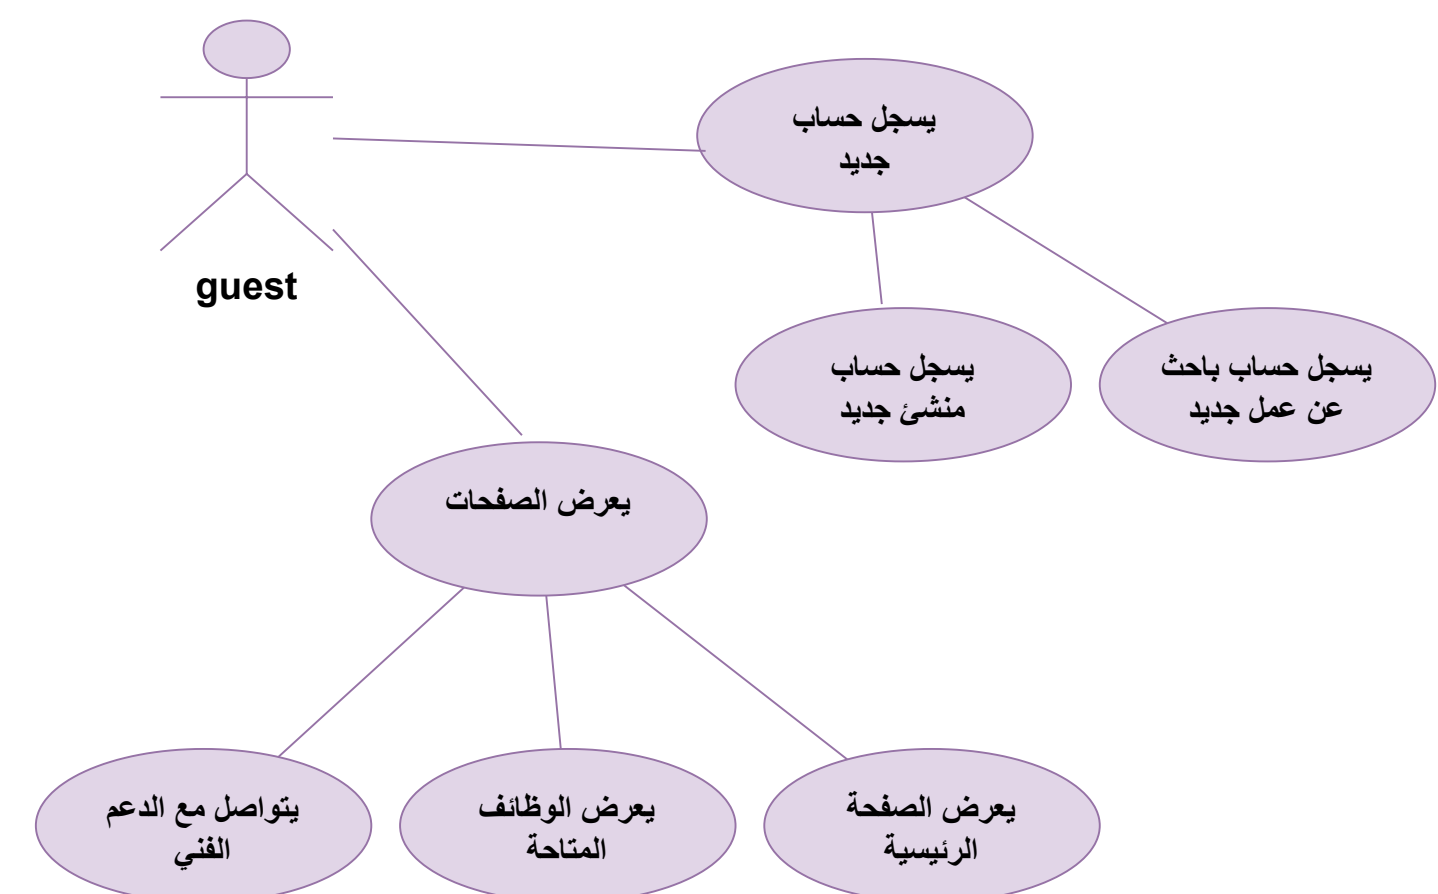 يسجل حساب
جديد
guest
يسجل حساب باحث
عن عمل جديد
يسجل حساب
منشئ جديد
يعرض الصفحات
يعرض الصفحة
الرئيسية
يعرض الوظائف
المتاحة
يتواصل مع الدعم
الفني